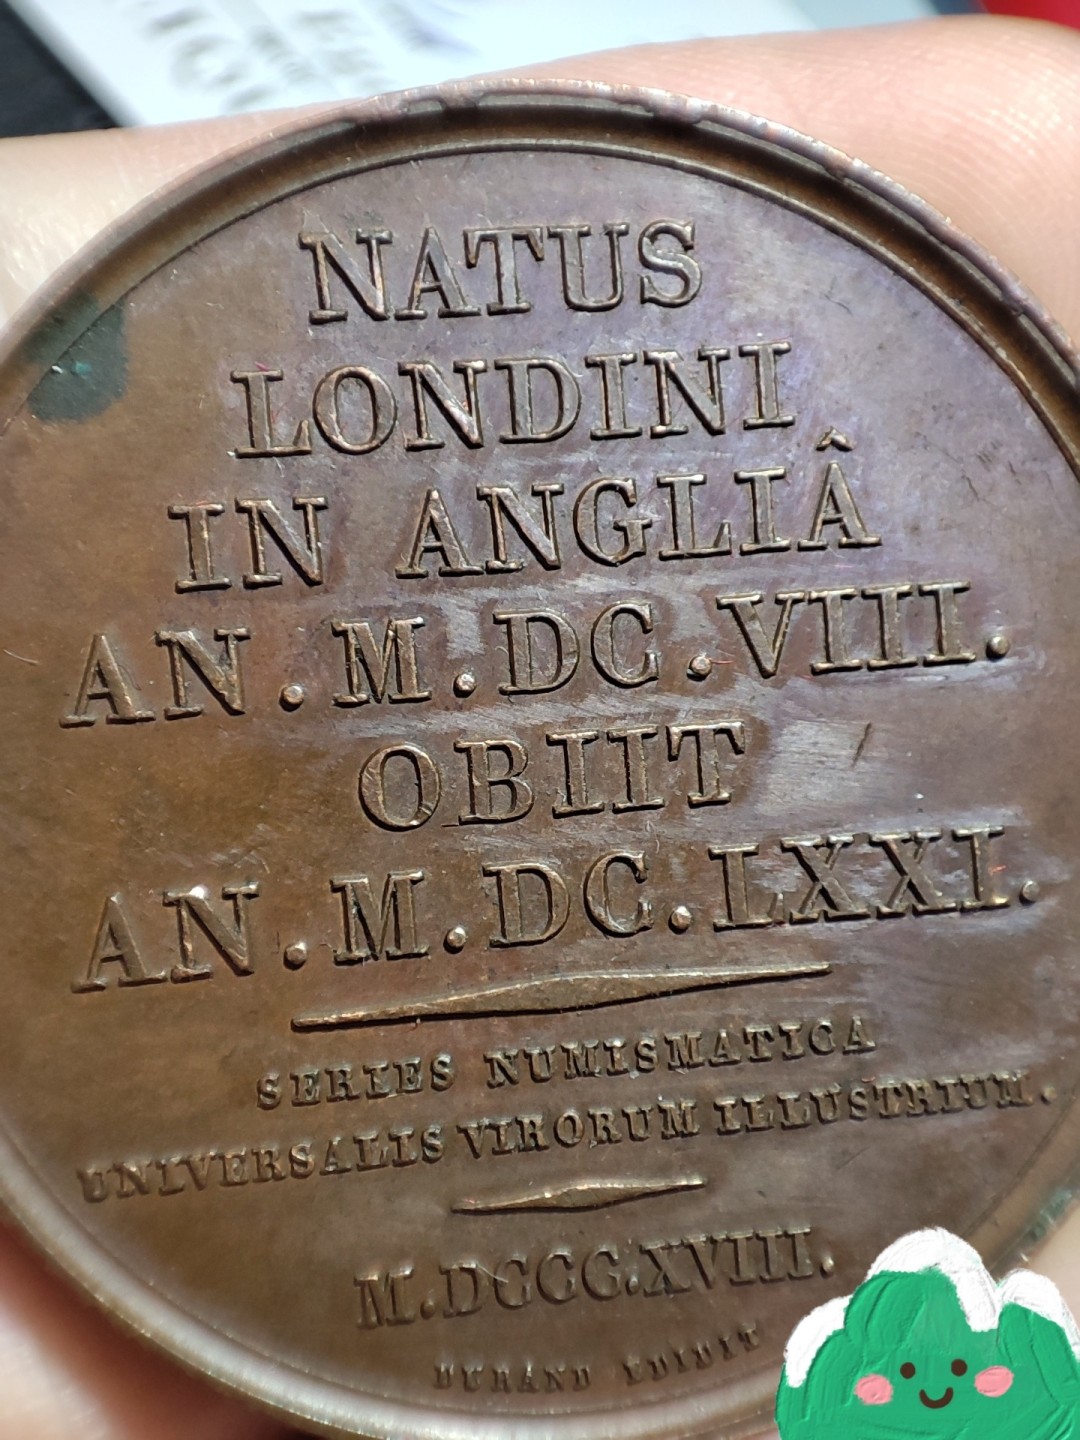 NATUS
LONDINI
IN ANGLIÂ
AN.M.DC.VIII.
OBIIT
AN.M.DC.LXXI.
SERIES NUMISMATICA
UNIVERSALIS VIRORUM ILLUSTRIUM.
M.DCCC.XVIII.
DURAND EDIDIT